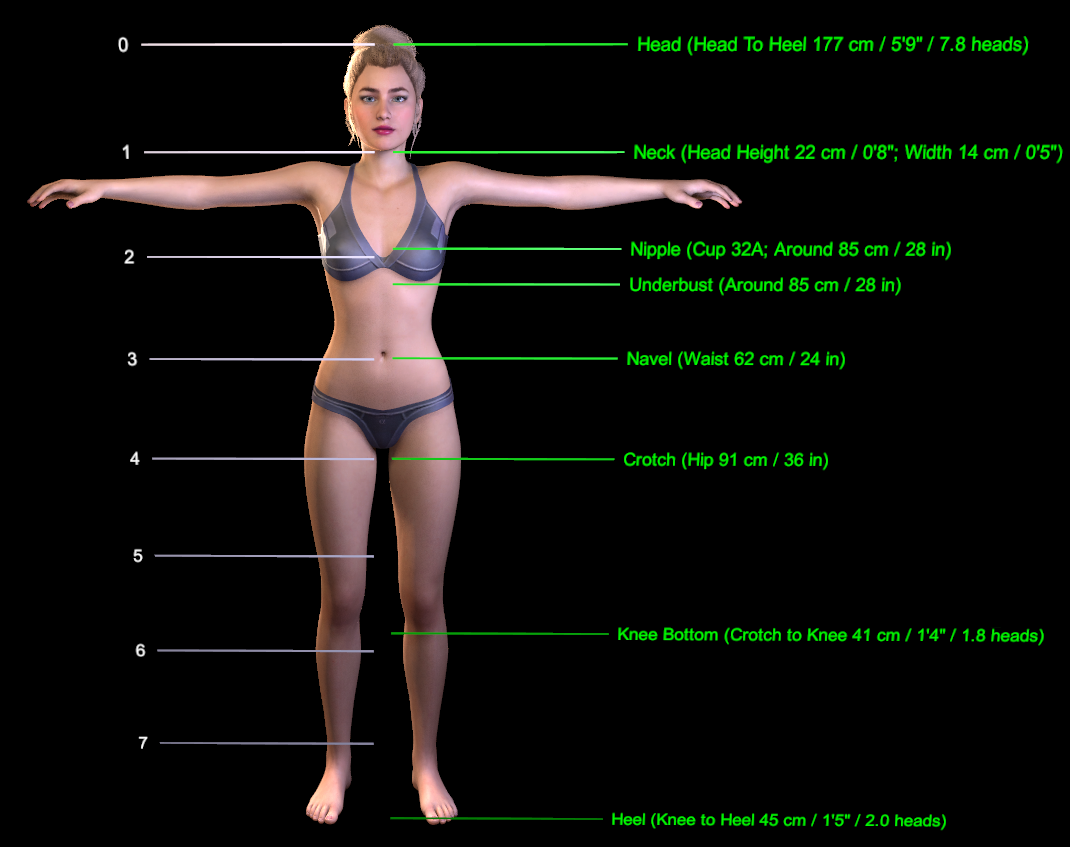 0
Head (Head To Heel 177 cm / 5'9" / 7.8 heads)
1
Neck (Head Height 22 cm / 0'8"; Width 14 cm / 0'5")
Nipple (Cup 32A; Around 85 cm / 28 in)
2
Underbust (Around 85 cm / 28 in)
3
Navel (Waist 62 cm / 24 in)
4
Crotch (Hip 91 cm / 36 in)
5
Knee Bottom (Crotch to Knee 41 cm / 1'4" / 1.8 heads)
6
7
Heel (Knee to Heel 45 cm / 1'5" / 2.0 heads)